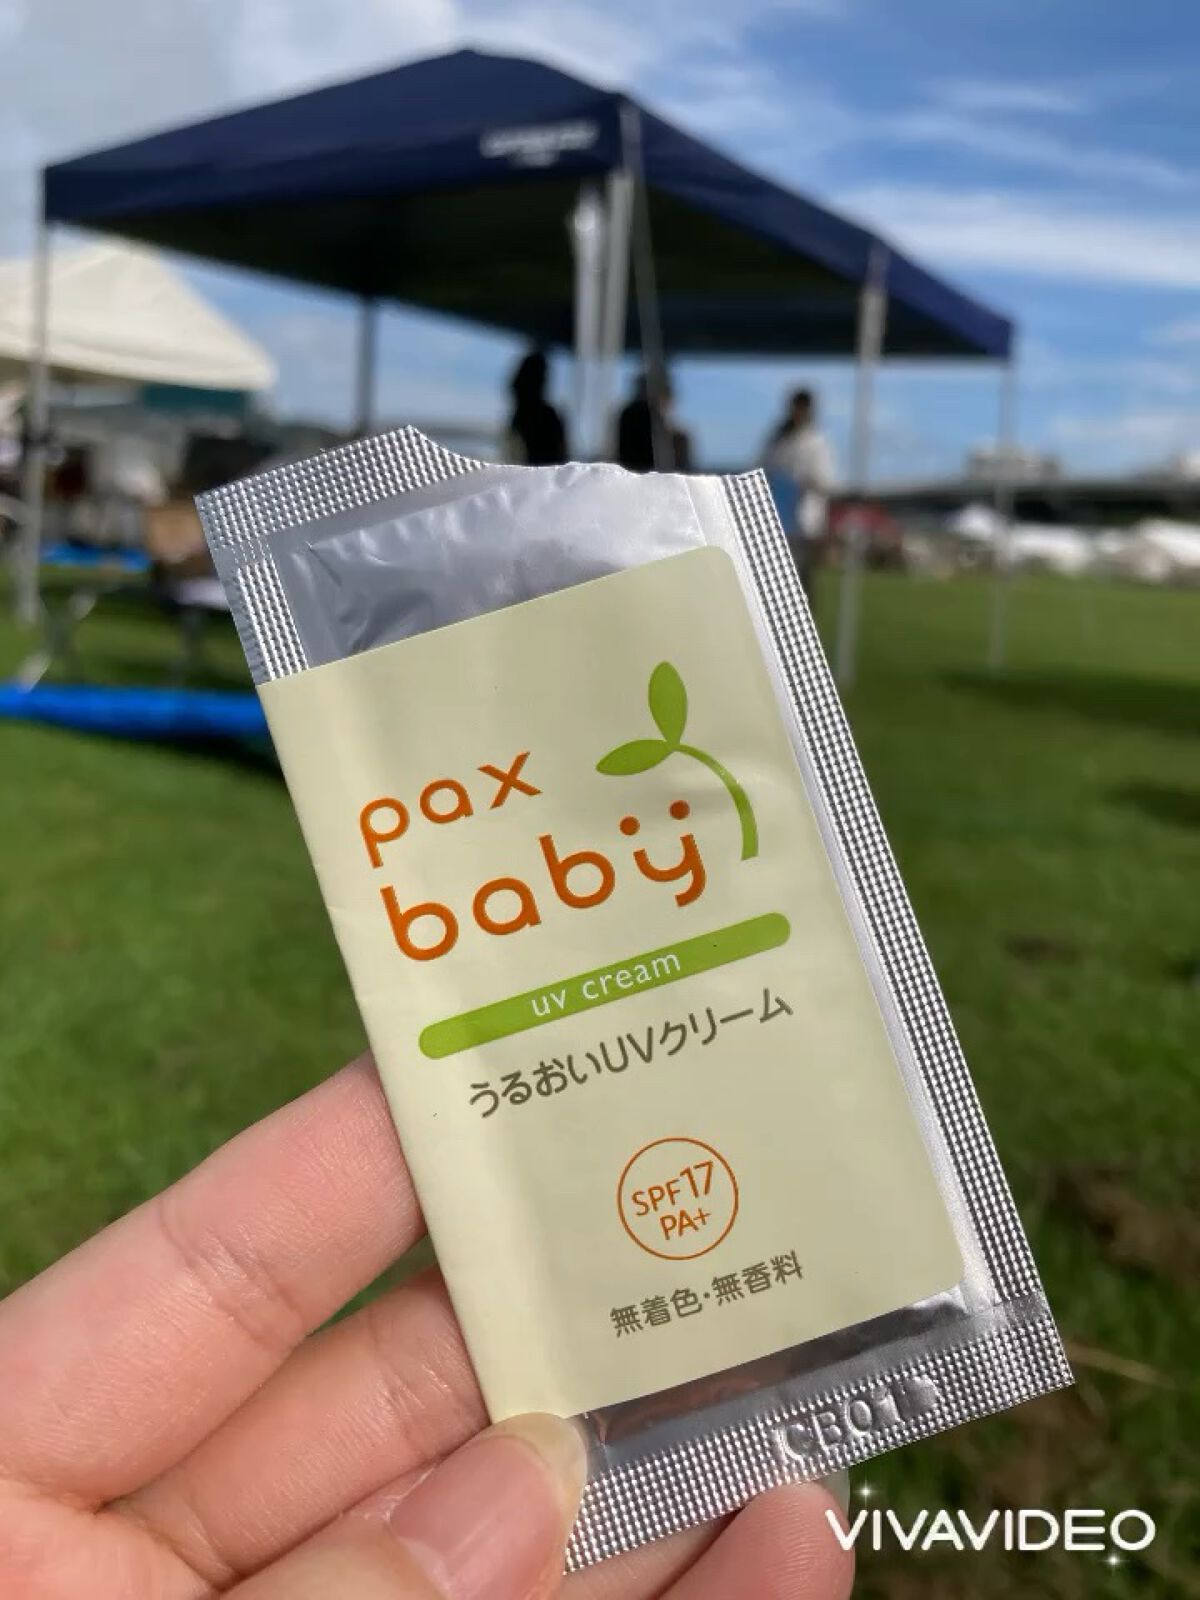 pax
baby
uv cream
うるおいUVクリーム
SPF17
PA+
無着色・無香料
VIVAVIDEO